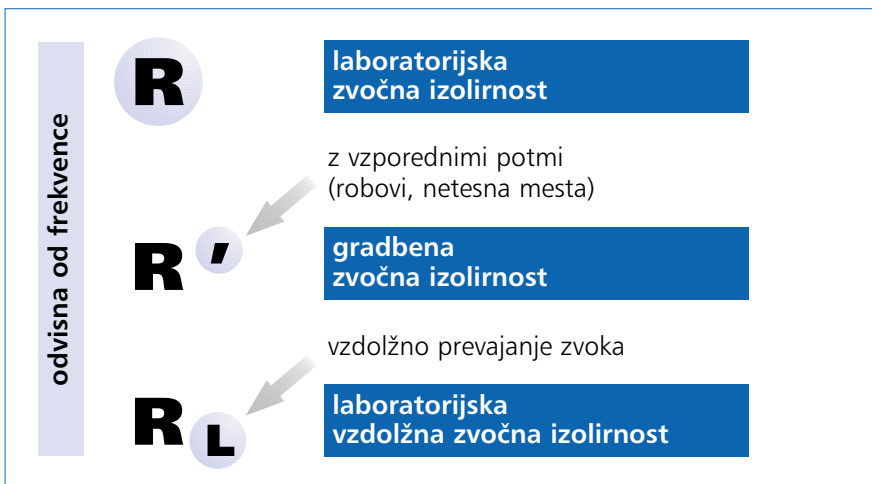 odvisna od frekvence
R
laboratorijska
zvočna izolirnost
z vzporednimi potmi
(robovi, netesna mesta)
R'
gradbena
zvočna izolirnost
vzdolžno prevajanje zvoka
RL
laboratorijska
vzdolžna zvočna izolirnost